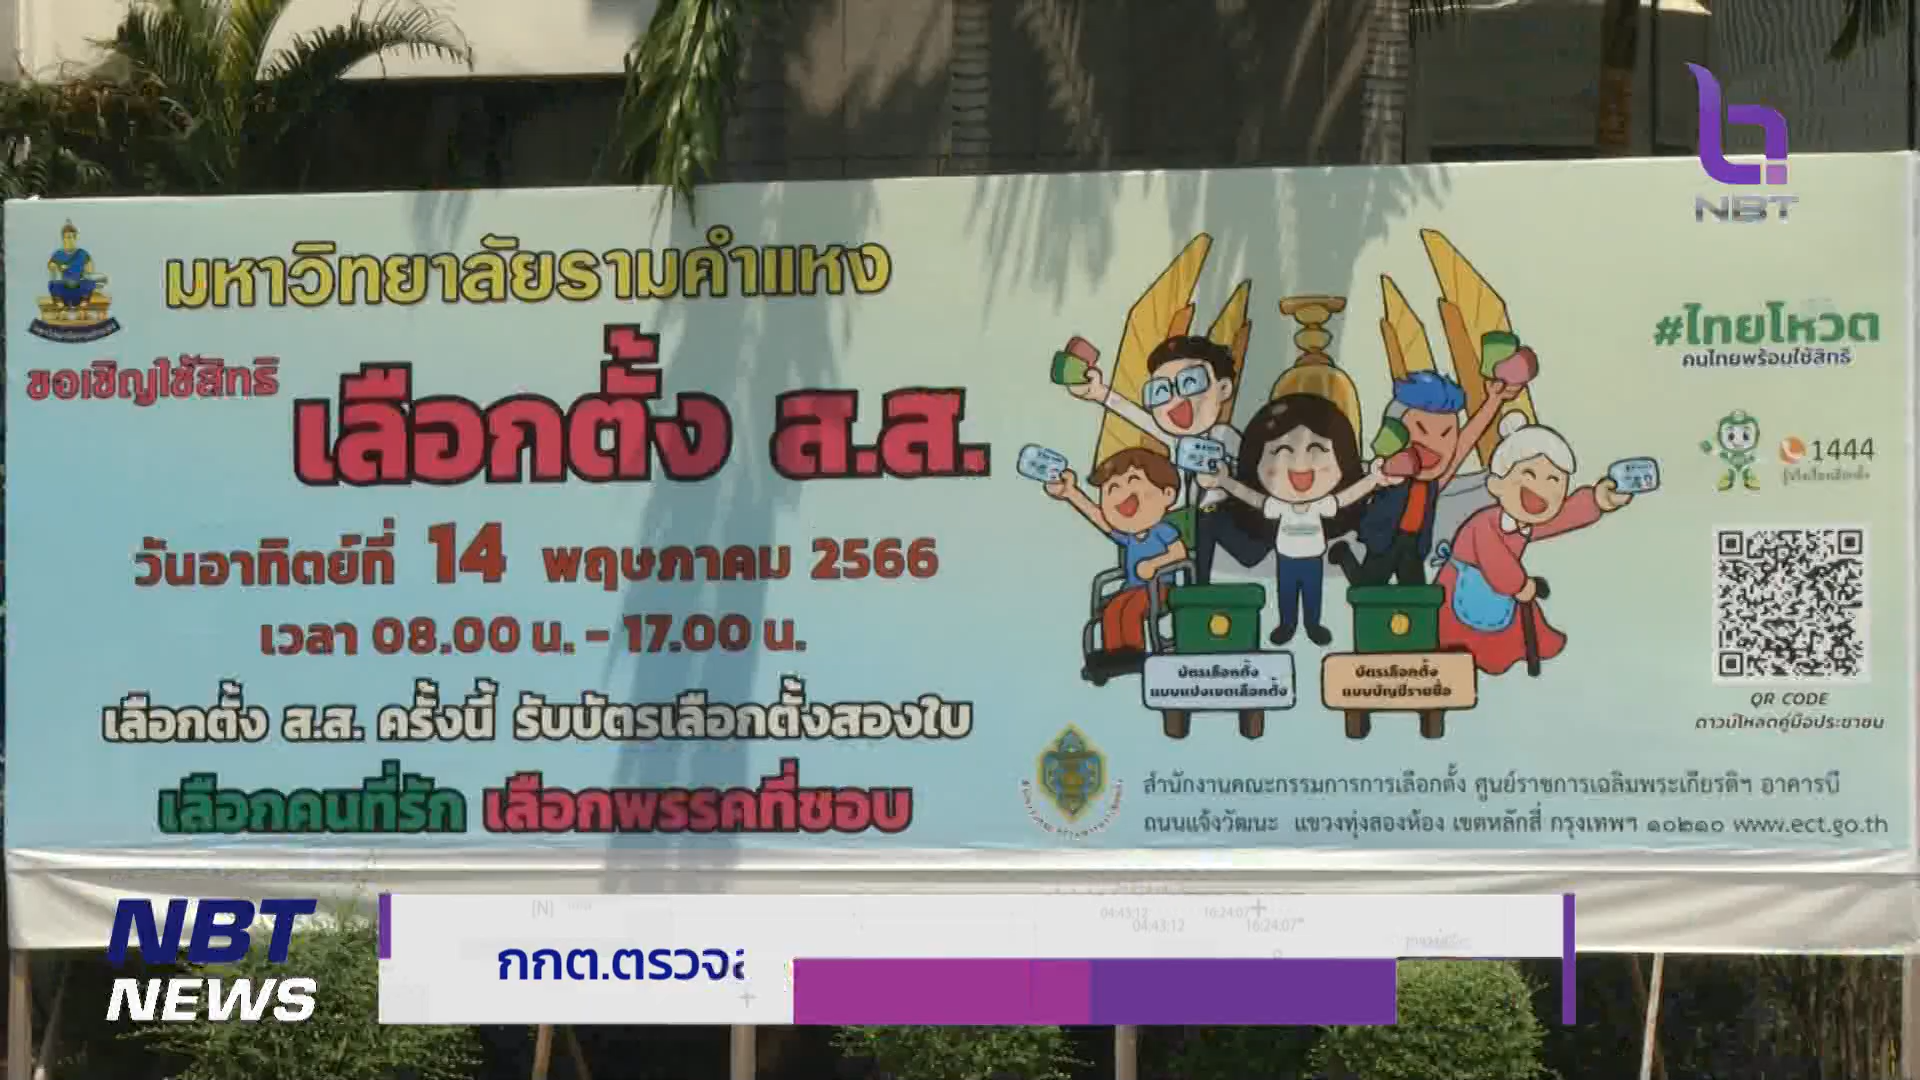 NBT
มหาวิทยาลัยรามคำแหง
ขอเชิญใช้สิทธิ
เลือกตั้ง ส.ส.
วันอาทิตย์ที่ 14 พฤษภาคม 2566
เวลา 08.00 น. - 17.00 น.
เลือกตั้ง ส.ส. ครั้งนี้ รับบัตรเลือกตั้งสองใบ
เลือกคนที่รัก เลือกพรรคที่ชอบ
บัตรเลือกตั้ง
แบบแบ่งเขตเลือกตั้ง
บัตรเลือกตั้ง
แบบบัญชีรายชื่อ
#ไทยโหวต
คนไทยพร้อมใช้สิทธิ
1444
QR CODE
ดาวน์โหลดคู่มือประชาชน
สำนักงานคณะกรรมการการเลือกตั้ง ศูนย์ราชการเฉลิมพระเกียรติฯ อาคารบี
ถนนแจ้งวัฒนะ แขวงทุ่งสองห้อง เขตหลักสี่ กรุงเทพฯ ๑๐๒๑๐ www.ect.go.th
NBT
NEWS
[N]
04:43:12 16:24:07
04:43:12 16:24:07
กกต.ตรวจส